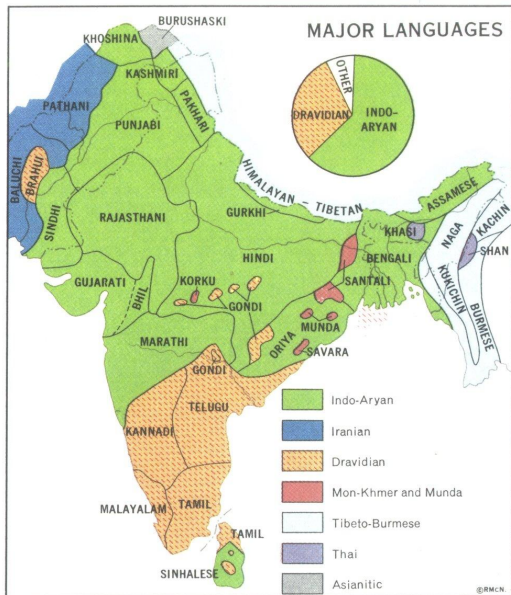 MAJOR LANGUAGES
BURUSHASKI
KHOSHINA
KASHMIRI
PATHANI
PAKHARI
PUNJABI
OTHER
DRAVIDIAN
INDO-
ARYAN
BALUCHI
BRAHUI
SINDHI
RAJASTHANI
HIMALAYAN - TIBETAN
GURKHI
ASSAMESE
KHASI
NAGA
KACHIN
SHAN
HINDI
BENGALI
GUJARATI
BHIL
KORKU
GONDI
SANTALI
KUKICHIN
BURMESE
MUNDA
ORIYA
SAVARA
MARATHI
GONDI
TELUGU
KANNADI
MALAYALAM
TAMIL
TAMIL
SINHALESE
Indo-Aryan
Iranian
Dravidian
Mon-Khmer and Munda
Tibeto-Burmese
Thai
Asianitic
©RMCN.